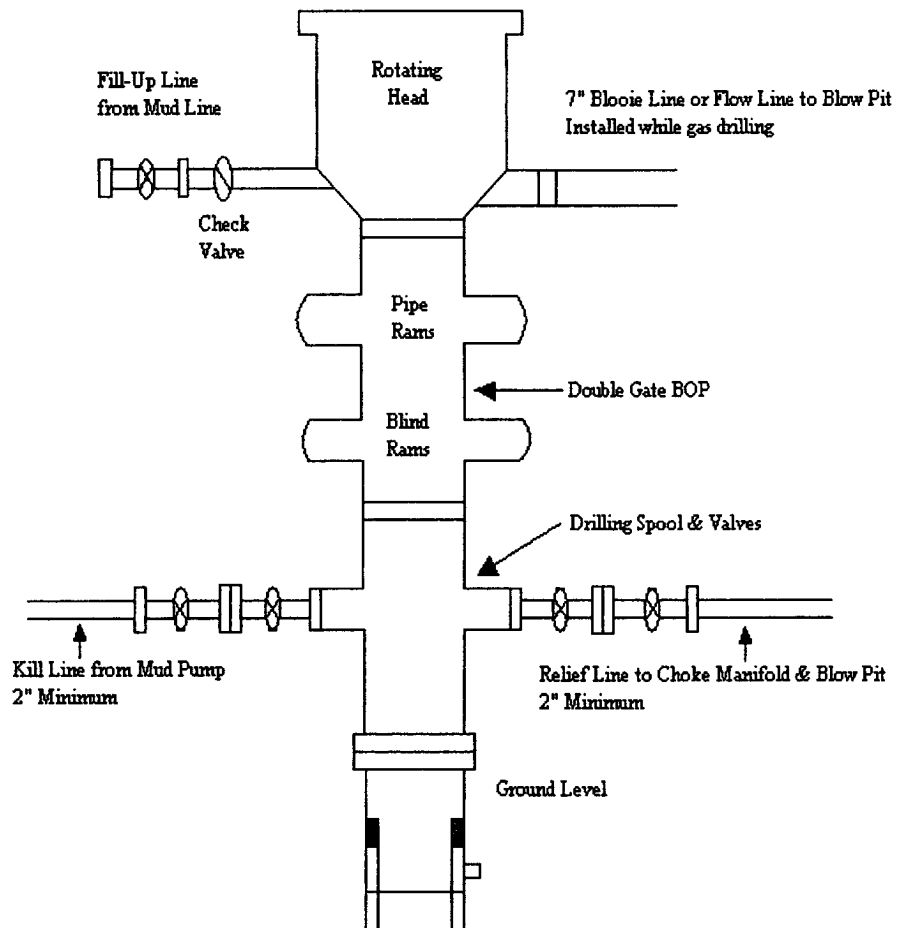 Rotating
Head
Fill-Up Line
from Mud Line
7" Blooie Line or Flow Line to Blow Pit
Installed while gas drilling
Check
Valve
Pipe
Rams
Double Gate BOP
Blind
Rams
Drilling Spool & Valves
Kill Line from Mud Pump
2" Minimum
Relief Line to Choke Manifold & Blow Pit
2" Minimum
Ground Level